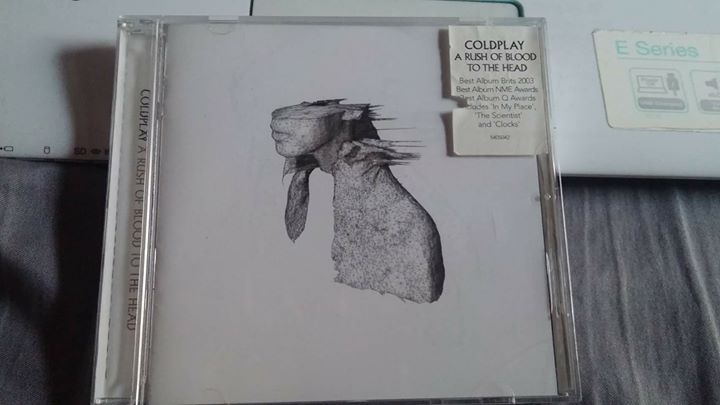 COLDPLAY
A RUSH OF BLOOD
TO THE HEAD
Best Album Brits 2003
Best Album NME Awards
Best Album Q Awards
cludes 'In My Place',
'The Scientist'
and 'Clocks'
COLDPLAY A RUSH OF BLOOD TO THE HEAD
E Series